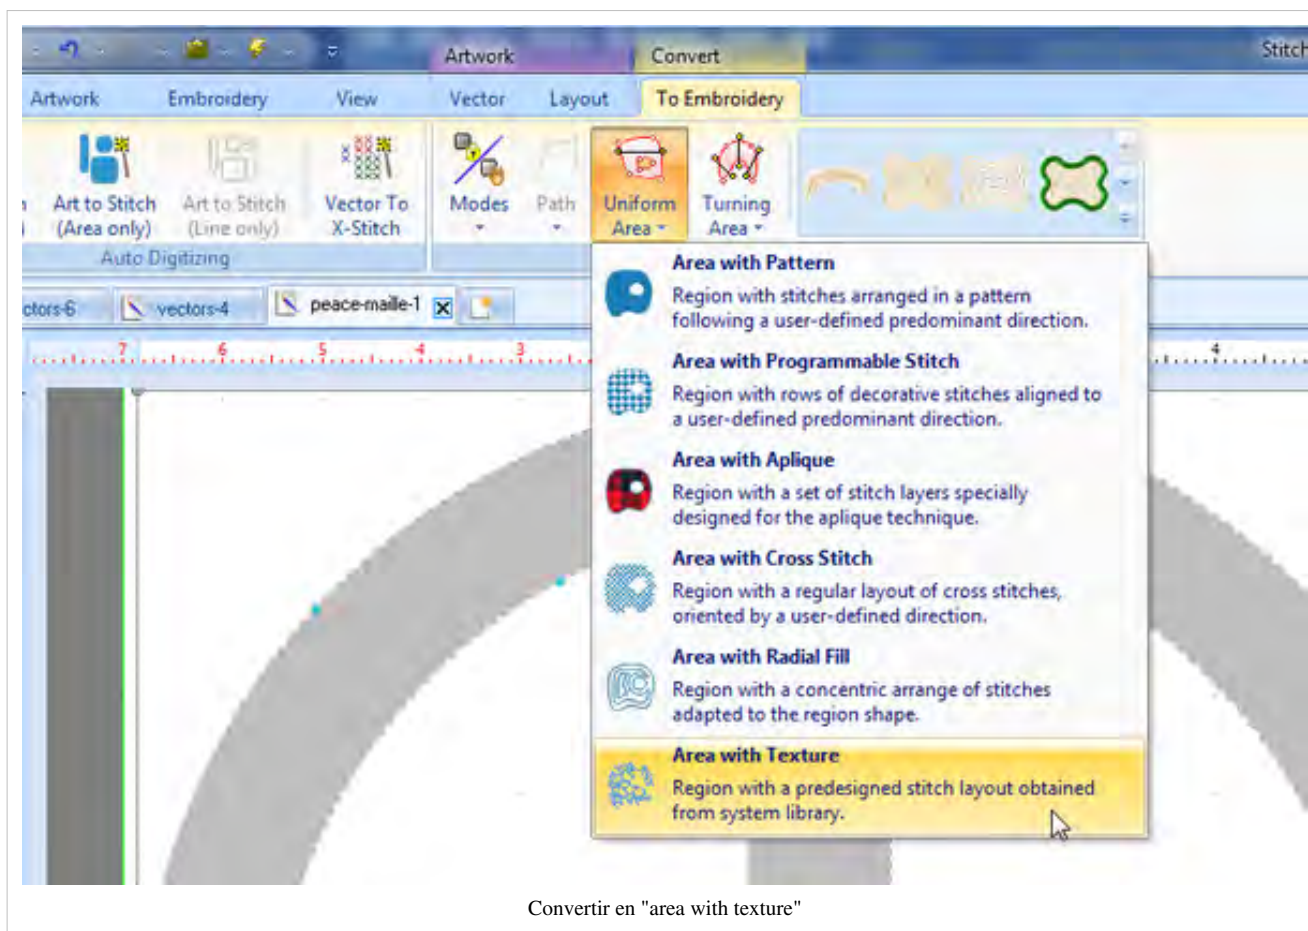 Artwork Convert Stitch
Artwork Embroidery View Vector Layout To Embroidery
Art to Stitch
(Area only)
Art to Stitch
(Line only)
Vector To
X-Stitch
Modes
Path
Uniform
Area
Turning
Area
Auto Digitizing
ctors-6 vectors-4 peace-maille-1
7 6 5 4 3 4
Area with Pattern
Region with stitches arranged in a pattern
following a user-defined predominant direction.
Area with Programmable Stitch
Region with rows of decorative stitches aligned to
a user-defined predominant direction.
Area with Aplique
Region with a set of stitch layers specially
designed for the aplique technique.
Area with Cross Stitch
Region with a regular layout of cross stitches,
oriented by a user-defined direction.
Area with Radial Fill
Region with a concentric arrange of stitches
adapted to the region shape.
Area with Texture
Region with a predesigned stitch layout obtained
from system library.
Convertir en "area with texture"